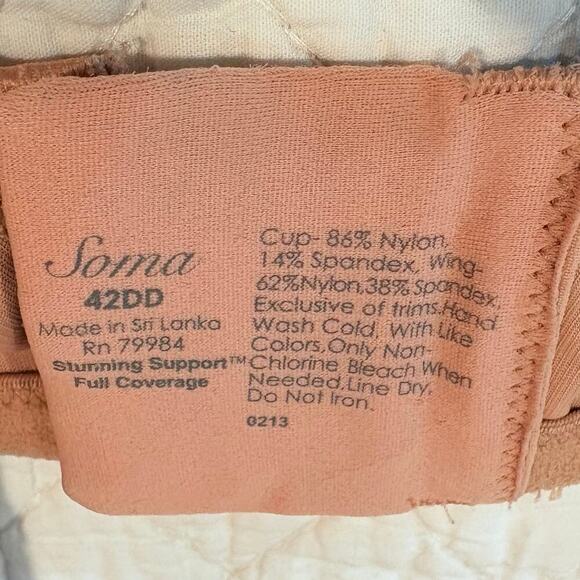 Soma
42DD
Made in Sri Lanka
Rn 79984
Stunning Support™
Full Coverage
Cup- 86% Nylon,
14% Spandex, Wing-
62%Nylon,38% Spandex,
Exclusive of trims.Hand
Wash Cold, With Like
Colors,Only Non-
Chlorine Bleach When
Needed,Line Dry,
Do Not Iron.
0213